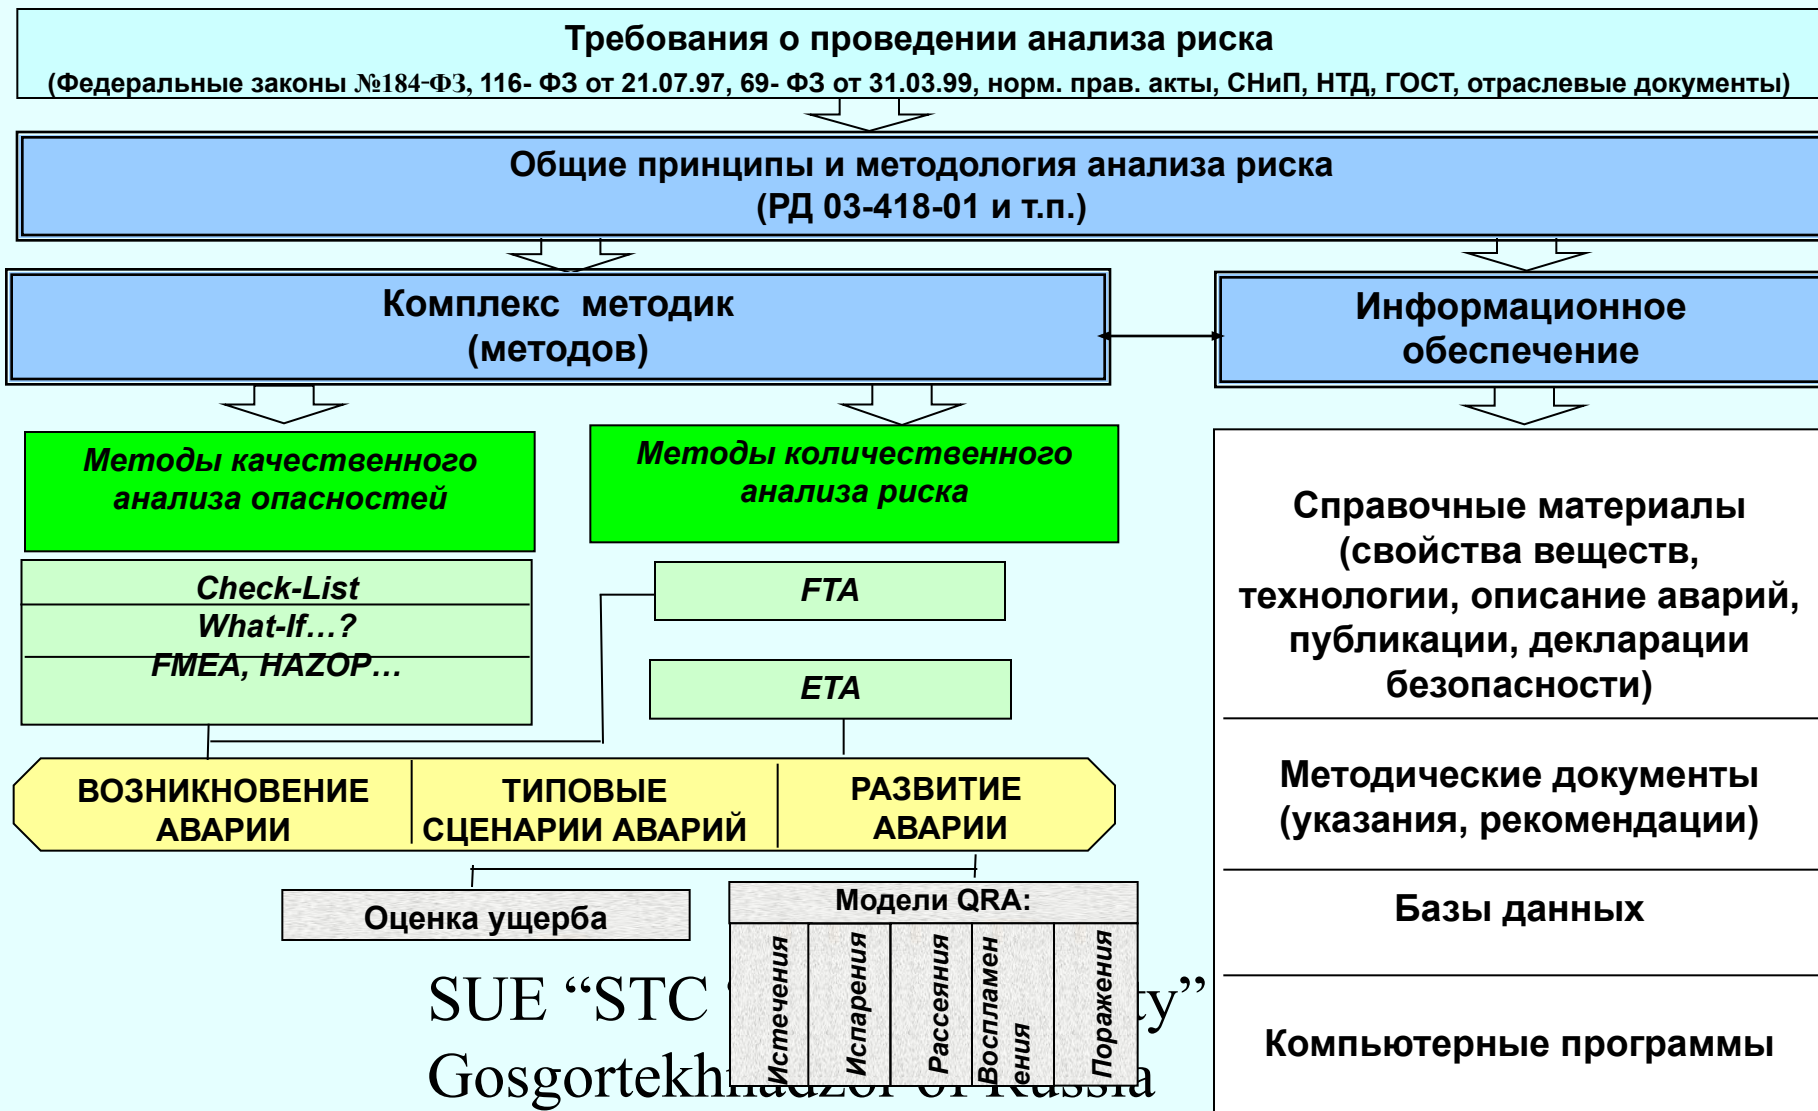 Требования о проведении анализа риска
(Федеральные законы №184-ФЗ, 116- ФЗ от 21.07.97, 69- ФЗ от 31.03.99, норм. прав. акты, СНиП, НТД, ГОСТ, отраслевые документы)
Общие принципы и методология анализа риска
(РД 03-418-01 и т.п.)
Комплекс методик
(методов)
Информационное
обеспечение
Методы качественного
анализа опасностей
Методы количественного
анализа риска
Check-List
What-If…?
FMEA, HAZOP…
FTA
ETA
ВОЗНИКНОВЕНИЕ
АВАРИИ
ТИПОВЫЕ
СЦЕНАРИИ АВАРИЙ
РАЗВИТИЕ
АВАРИИ
Оценка ущерба
Модели QRA:
Истечения
Испарения
Рассеяния
Воспламен
ения
Поражения
Справочные материалы
(свойства веществ,
технологии, описание аварий,
публикации, декларации
безопасности)
Методические документы
(указания, рекомендации)
Базы данных
Компьютерные программы
SUE “STC
Gosgortekhnadzor of Russia